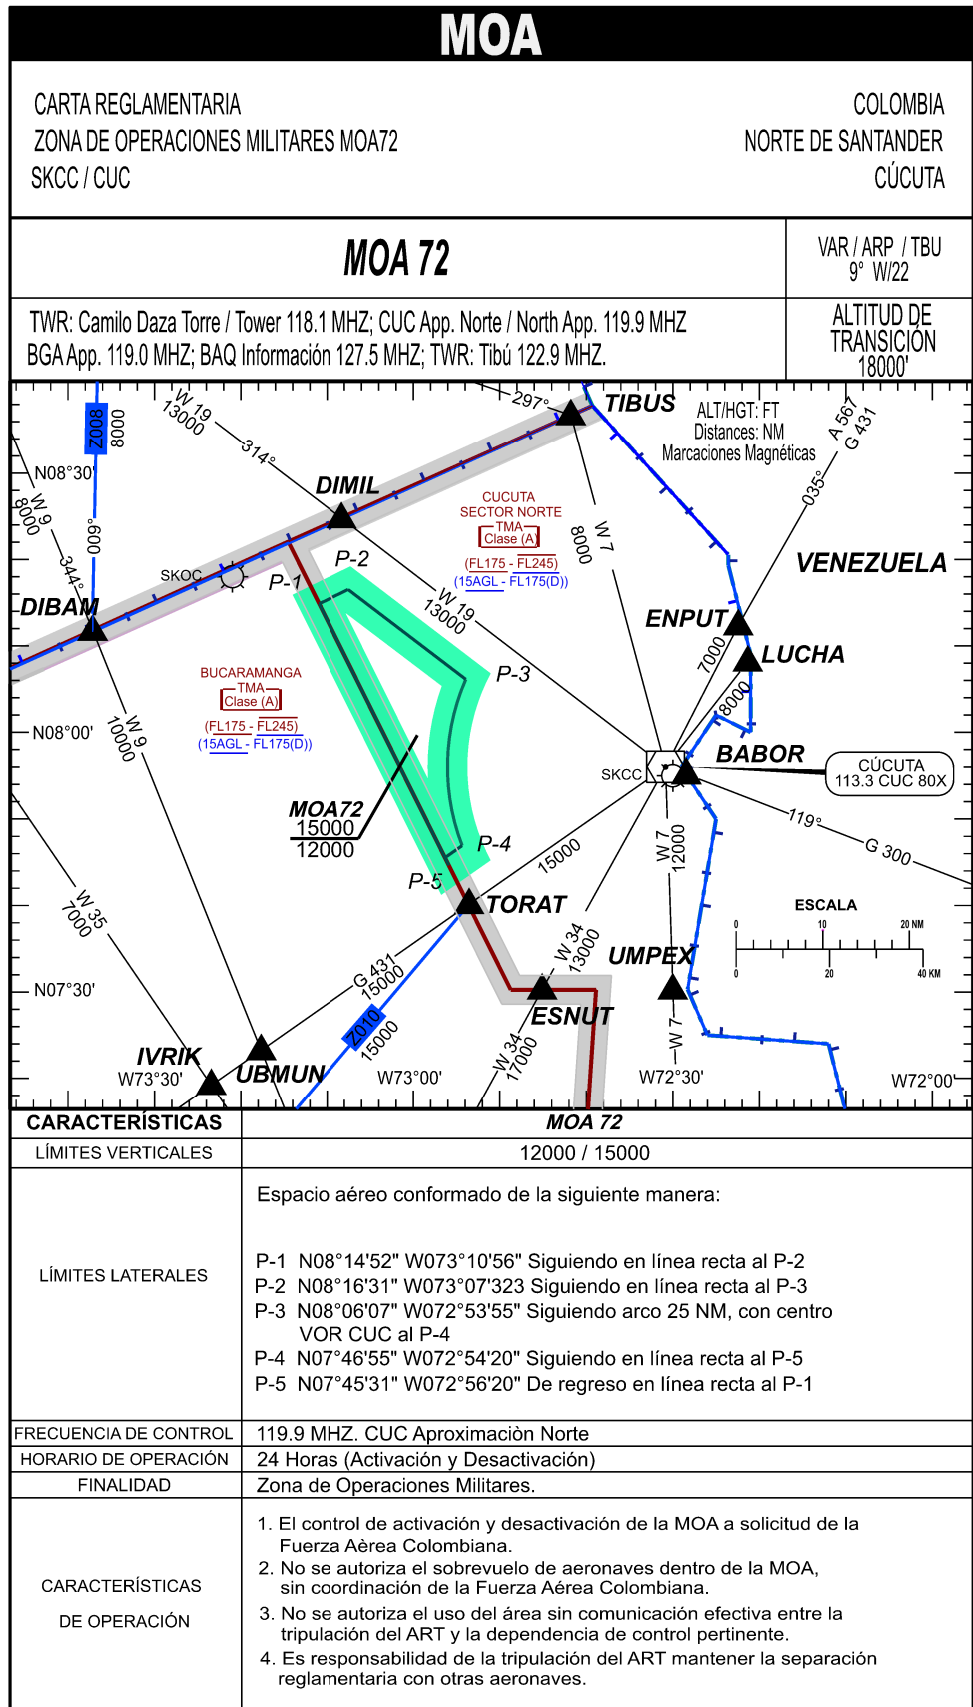 MOA
CARTA REGLAMENTARIA
ZONA DE OPERACIONES MILITARES MOA72
SKCC / CUC
COLOMBIA
NORTE DE SANTANDER
CÚCUTA
MOA 72
VAR / ARP / TBU
9° W/22
TWR: Camilo Daza Torre / Tower 118.1 MHZ; CUC App. Norte / North App. 119.9 MHZ
BGA App. 119.0 MHZ; BAQ Información 127.5 MHZ; TWR: Tibú 122.9 MHZ.
ALTITUD DE
TRANSICIÓN
18000'
Z008
8000
W 19
13000
297°
TIBUS
ALT/HGT: FT
Distances: NM
Marcaciones Magnéticas
A 567
G 431
N08°30'
W 9
8000
314°
DIMIL
CUCUTA
SECTOR NORTE
TMA
Clase (A)
(FL175 - FL245)
(15AGL - FL175(D))
W 7
8000
035°
009°
344°
VENEZUELA
SKOC
P-1
P-2
DIBAM
W 19
13000
ENPUT
7000
LUCHA
8000
P-3
BUCARAMANGA
TMA
Clase (A)
(FL175 - FL245)
(15AGL - FL175(D))
W 9
10000
N08°00'
BABOR
SKCC
CÚCUTA
113.3 CUC 80X
MOA72
15000
12000
P-4
P-5
15000
W 7
12000
119°
G 300
W 35
7000
TORAT
W 34
13000
ESCALA
0 10 20 NM
0 20 40 KM
UMPEX
G 431
15000
N07°30'
ESNUT
Z010
15000
W 34
17000
W 7
IVRIK
UBMUN
W73°30'
W73°00'
W72°30'
W72°00'
CARACTERÍSTICAS
MOA 72
LÍMITES VERTICALES
12000 / 15000
LÍMITES LATERALES
Espacio aéreo conformado de la siguiente manera:
P-1 N08°14'52" W073°10'56" Siguiendo en línea recta al P-2
P-2 N08°16'31" W073°07'323 Siguiendo en línea recta al P-3
P-3 N08°06'07" W072°53'55" Siguiendo arco 25 NM, con centro
VOR CUC al P-4
P-4 N07°46'55" W072°54'20" Siguiendo en línea recta al P-5
P-5 N07°45'31" W072°56'20" De regreso en línea recta al P-1
FRECUENCIA DE CONTROL
119.9 MHZ. CUC Aproximaciòn Norte
HORARIO DE OPERACIÓN
24 Horas (Activación y Desactivación)
FINALIDAD
Zona de Operaciones Militares.
CARACTERÍSTICAS
DE OPERACIÓN
1. El control de activación y desactivación de la MOA a solicitud de la
Fuerza Aèrea Colombiana.
2. No se autoriza el sobrevuelo de aeronaves dentro de la MOA,
sin coordinación de la Fuerza Aérea Colombiana.
3. No se autoriza el uso del área sin comunicación efectiva entre la
tripulación del ART y la dependencia de control pertinente.
4. Es responsabilidad de la tripulación del ART mantener la separación
reglamentaria con otras aeronaves.